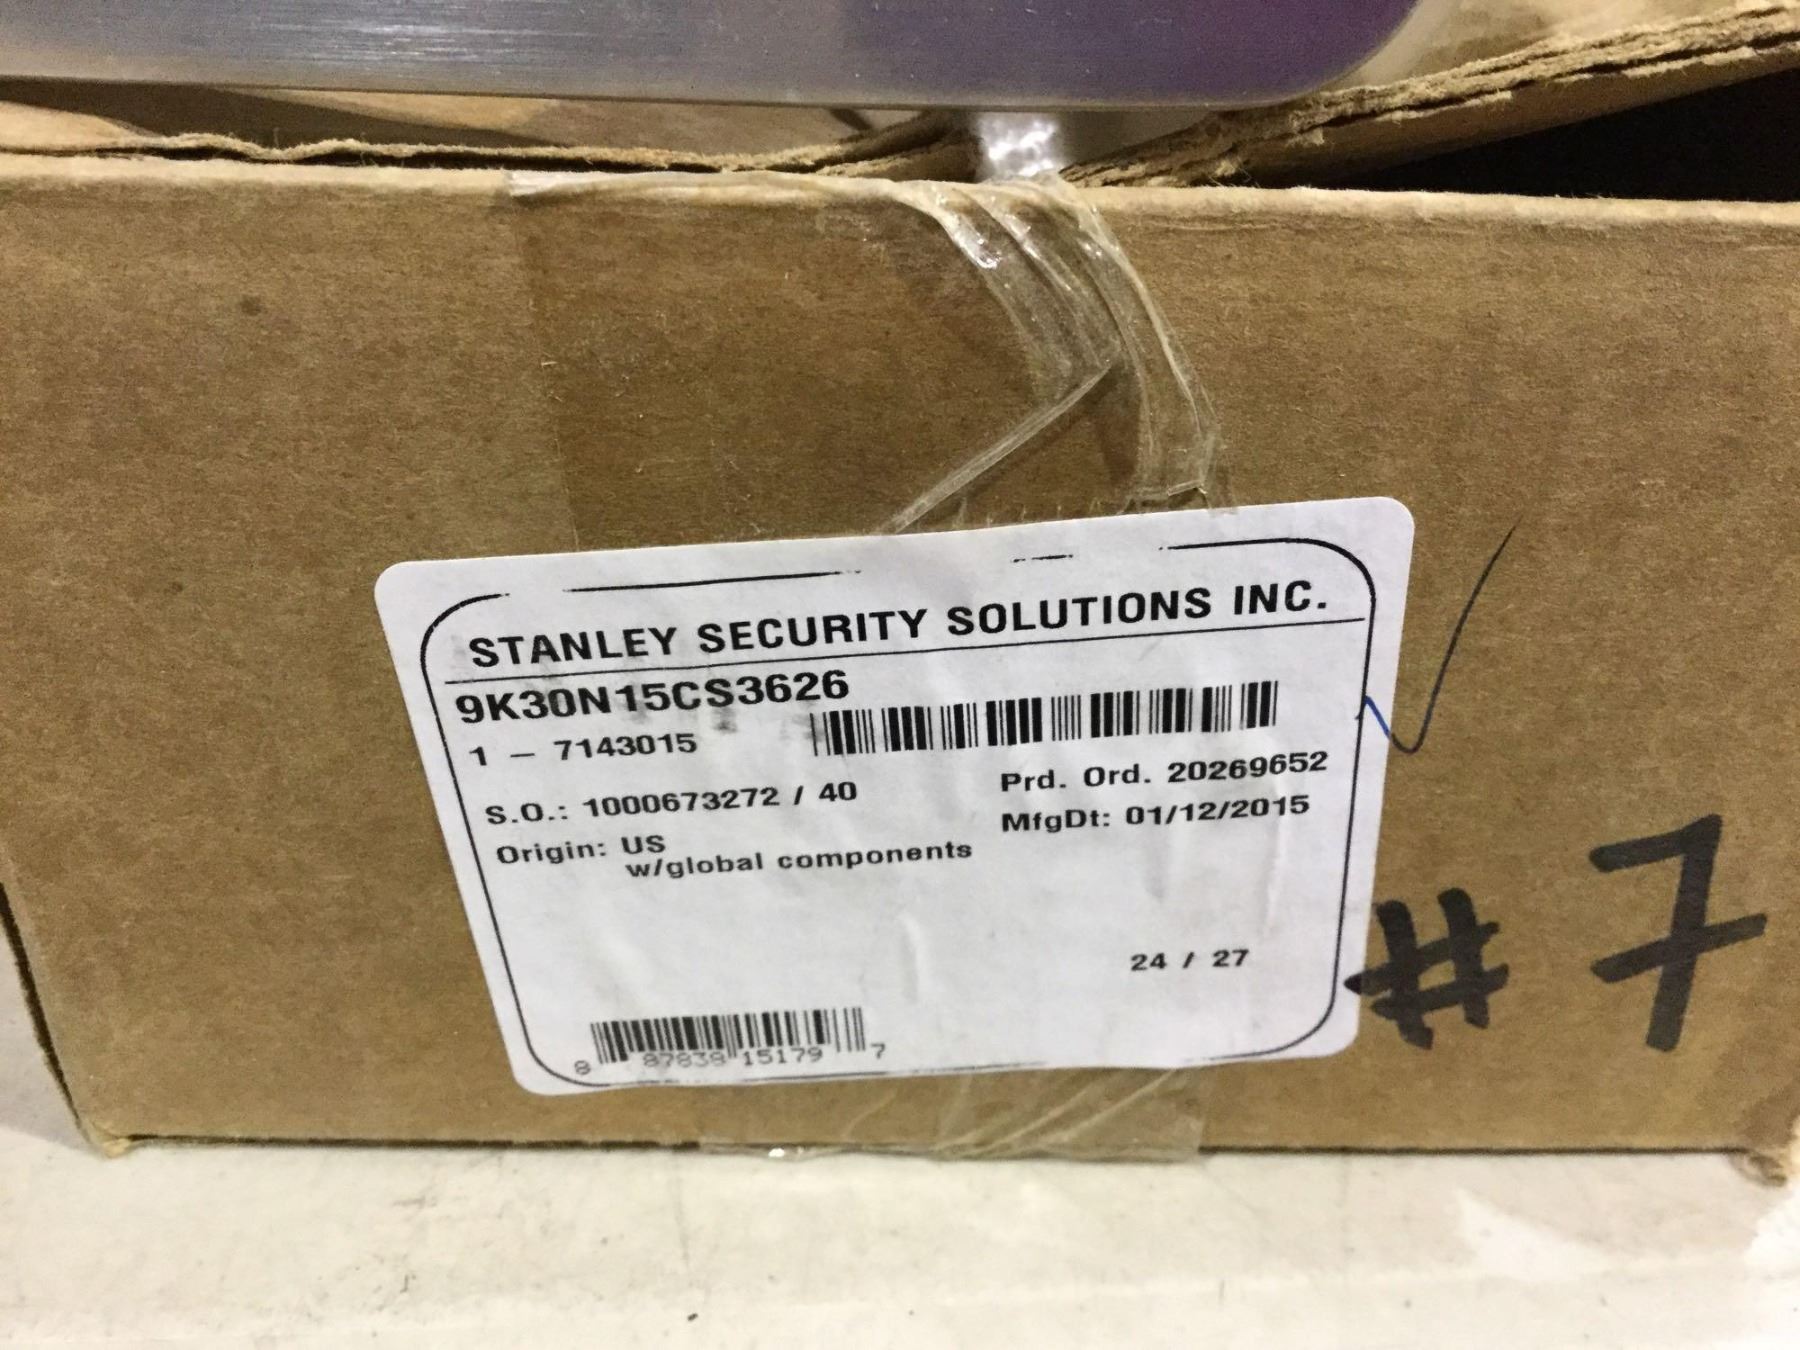 STANLEY SECURITY SOLUTIONS INC.
9K30N15CS3626
1 - 7143015
S.O.: 1000673272 / 40
Prd. Ord. 20269652
Origin: US
MfgDt: 01/12/2015
w/global components
24 / 27
8 87838 15179 7
# 7